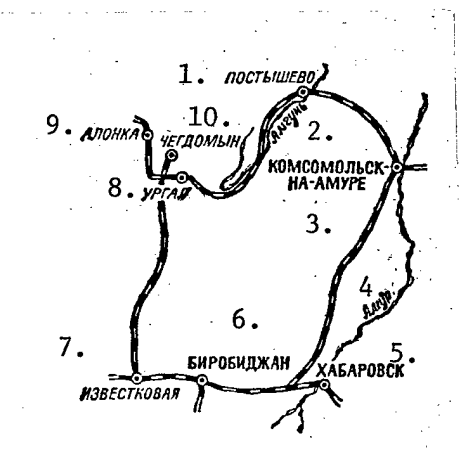 1. ПОСТЫШЕВО
10.
9. АЛОНКА
ЧЕГДОМЫН
Амгунь
2.
8. УРГАЛ
КОМСОМОЛЬСК-
НА-АМУРЕ
3.
4
Амур
6.
5.
7.
БИРОБИДЖАН
ХАБАРОВСК
ИЗВЕСТКОВАЯ